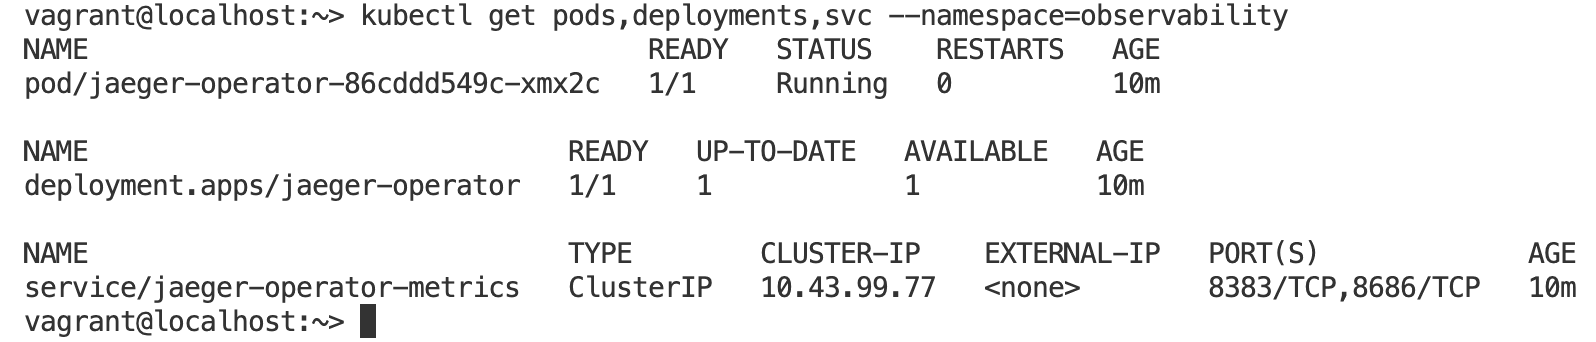 vagrant@localhost:~> kubectl get pods,deployments,svc --namespace=observability
NAME                                   READY   STATUS    RESTARTS   AGE
pod/jaeger-operator-86cddd549c-xmx2c   1/1     Running   0          10m

NAME                              READY   UP-TO-DATE   AVAILABLE   AGE
deployment.apps/jaeger-operator   1/1     1            1           10m

NAME                              TYPE        CLUSTER-IP    EXTERNAL-IP   PORT(S)             AGE
service/jaeger-operator-metrics   ClusterIP   10.43.99.77   <none>        8383/TCP,8686/TCP   10m
vagrant@localhost:~>